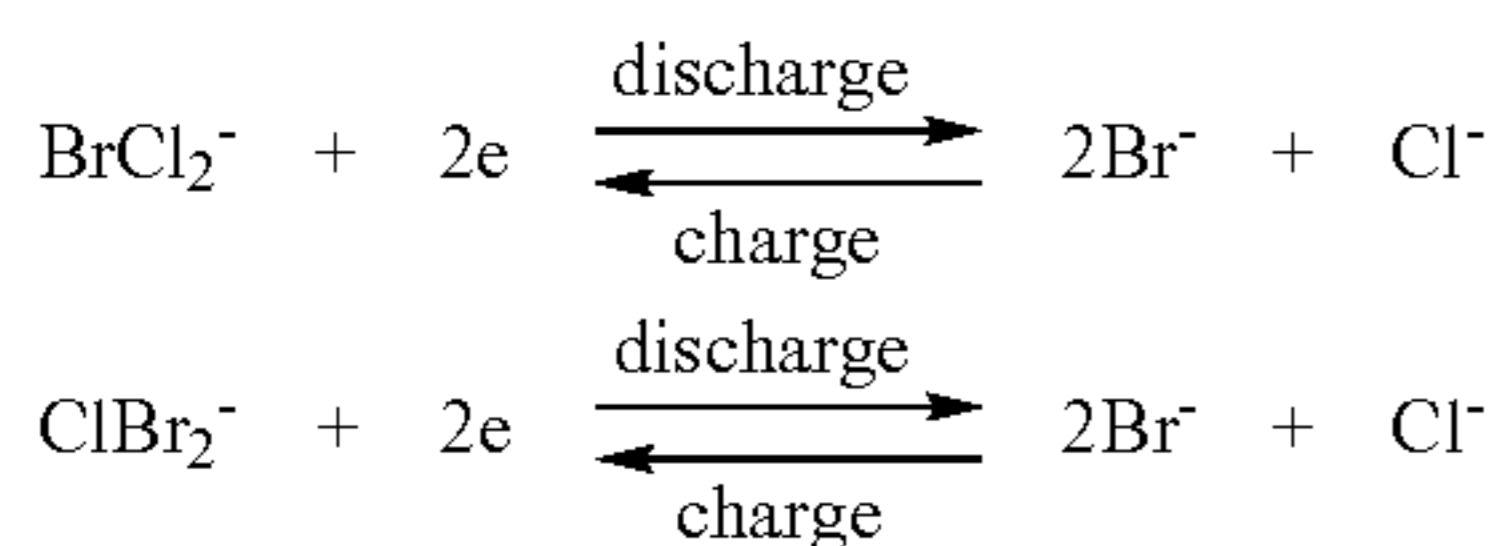 discharge
BrCl₂⁻ + 2e 2Br⁻ + Cl⁻
charge
discharge
ClBr₂⁻ + 2e 2Br⁻ + Cl⁻
charge